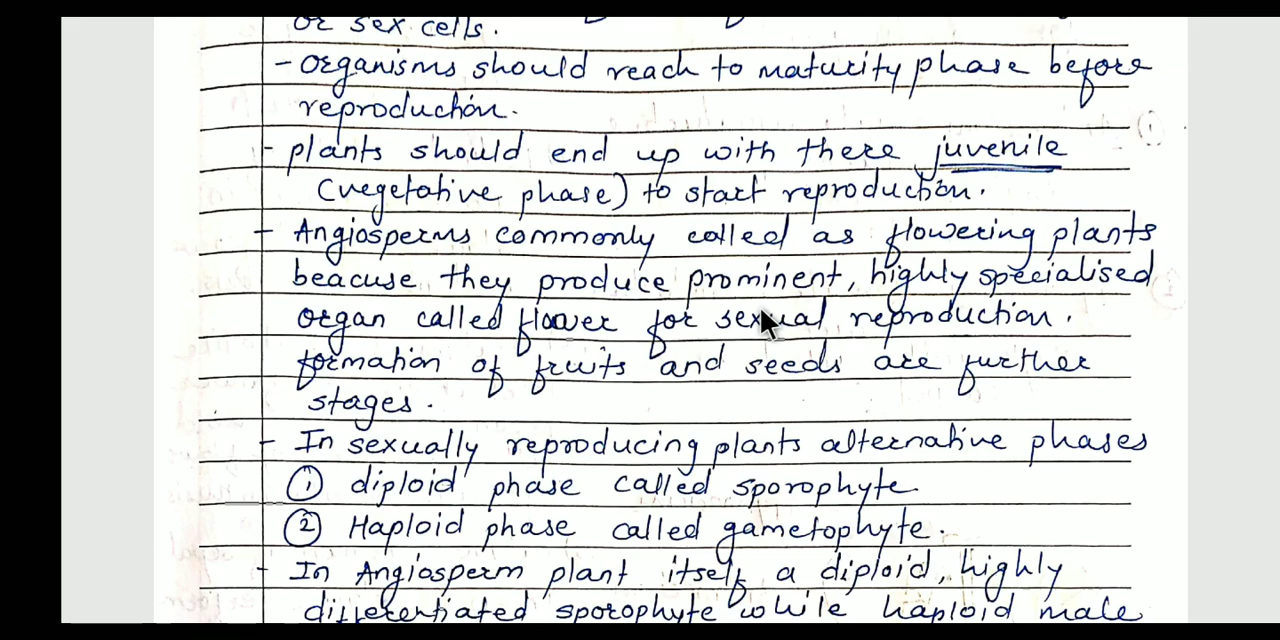 or sex cells.
- organisms should reach to maturity phase before
reproduction.
- plants should end up with there juvenile
(vegetative phase) to start reproduction.
- Angiosperms commonly called as flowering plants
beacuse they produce prominent, highly specialised
organ called flower for sexual reproduction.
formation of fruits and seeds are further
stages.
- In sexually reproducing plants alternative phases
① diploid phase called sporophyte.
② Haploid phase called gametophyte.
- In Angiosperm plant itself a diploid, highly
differentiated sporophyte while haploid male